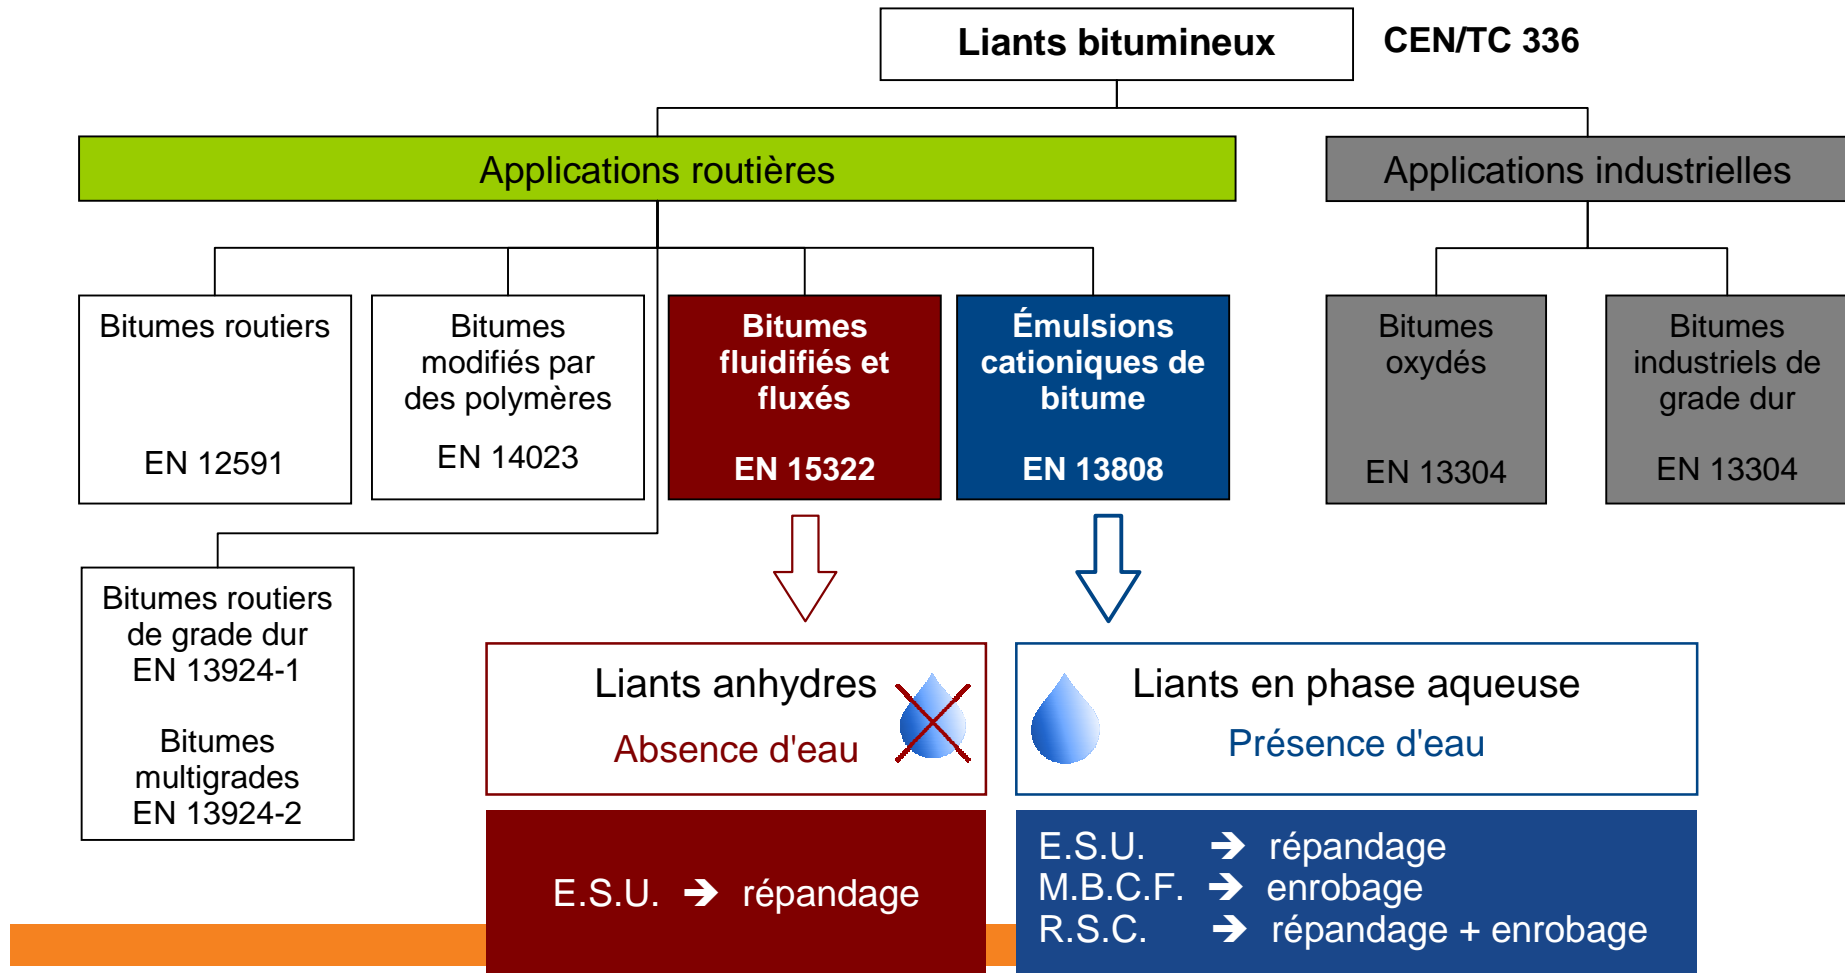 Liants bitumineux
CEN/TC 336
Applications routières
Applications industrielles
Bitumes routiers
EN 12591
Bitumes
modifiés par
des polymères
EN 14023
Bitumes
fluidifiés et
fluxés
EN 15322
Émulsions
cationiques de
bitume
EN 13808
Bitumes
oxydés
EN 13304
Bitumes
industriels de
grade dur
EN 13304
Bitumes routiers
de grade dur
EN 13924-1
Bitumes
multigrades
EN 13924-2
Liants anhydres
Absence d'eau
Liants en phase aqueuse
Présence d'eau
E.S.U. ➔ répandage
E.S.U. ➔ répandage
M.B.C.F. ➔ enrobage
R.S.C. ➔ répandage + enrobage